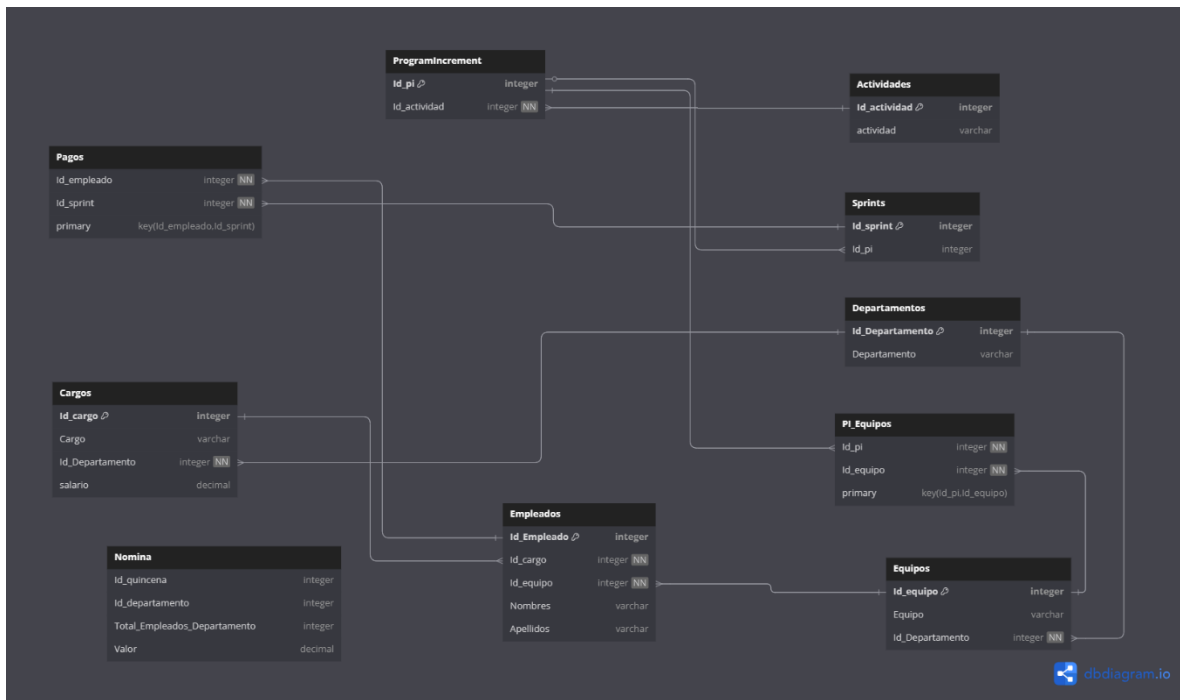 ProgramIncrement
Id_pi integer
Id_actividad integer NN
Actividades
Id_actividad integer
actividad varchar
Pagos
Id_empleado integer NN
Id_sprint integer NN
primary key(Id_empleado,Id_sprint)
Sprints
Id_sprint integer
Id_pi integer
Departamentos
Id_Departamento integer
Departamento varchar
Cargos
Id_cargo integer
Cargo varchar
Id_Departamento integer NN
salario decimal
PI_Equipos
Id_pi integer NN
Id_equipo integer NN
primary key(Id_pi,Id_equipo)
Empleados
Id_Empleado integer
Id_cargo integer NN
Id_equipo integer NN
Nombres varchar
Apellidos varchar
Nomina
Id_quincena integer
Id_departamento integer
Total_Empleados_Departamento integer
Valor decimal
Equipos
Id_equipo integer
Equipo varchar
Id_Departamento integer NN
dbdiagram.io